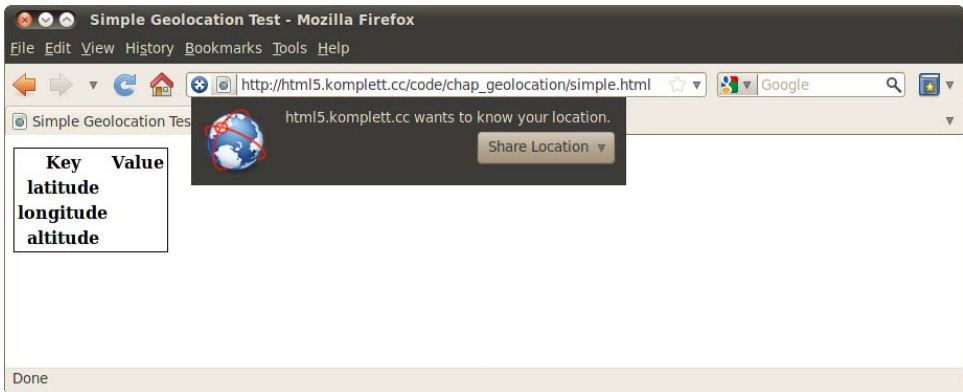 Simple Geolocation Test - Mozilla Firefox
File Edit View History Bookmarks Tools Help
http://html5.komplett.cc/code/chap_geolocation/simple.html Google
Simple Geolocation Tes
html5.komplett.cc wants to know your location.
Share Location
Key Value
latitude
longitude
altitude
Done